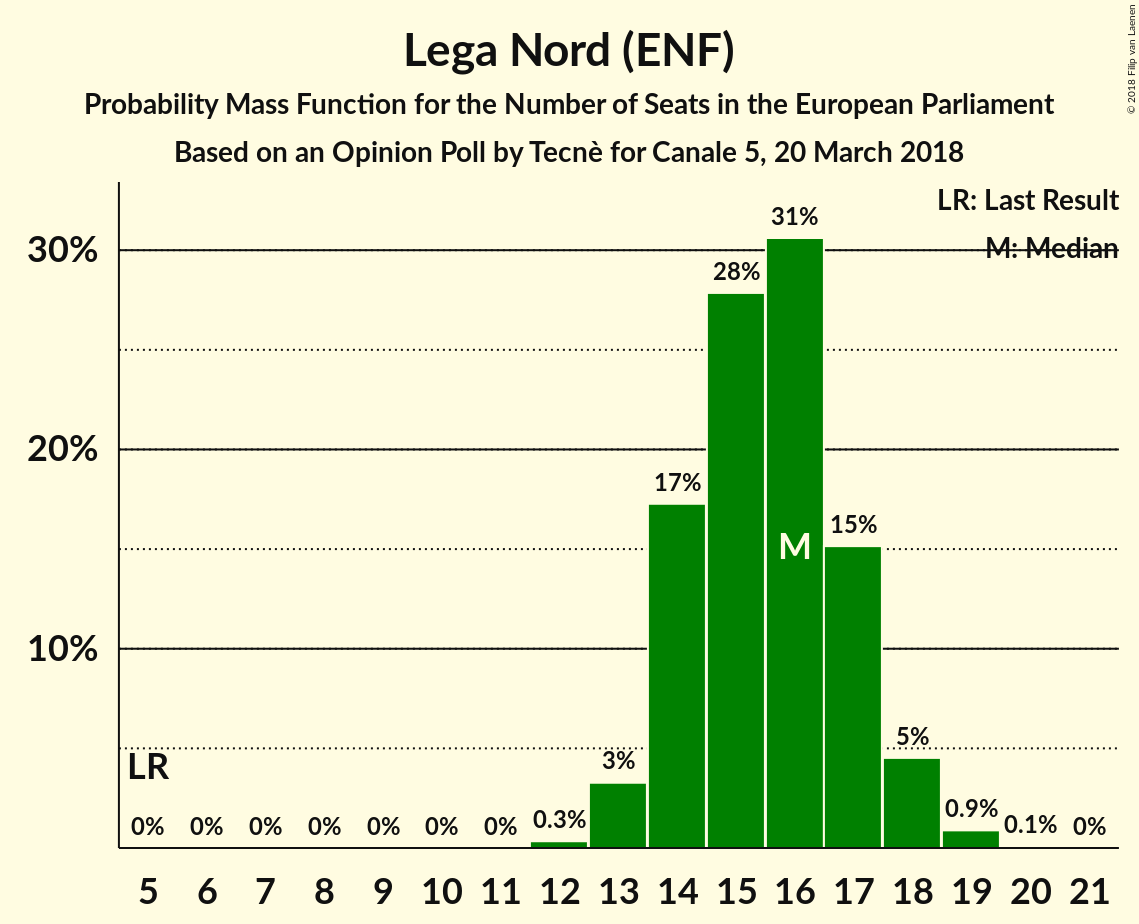 Lega Nord (ENF)
Probability Mass Function for the Number of Seats in the European Parliament
Based on an Opinion Poll by Tecnè for Canale 5, 20 March 2018
© 2018 Filip van Laenen
LR: Last Result
M: Median
30%
20%
10%
31%
28%
17%
M
15%
LR
3%
5%
0% 0% 0% 0% 0% 0% 0% 0.3% 0.9% 0.1% 0%
5 6 7 8 9 10 11 12 13 14 15 16 17 18 19 20 21